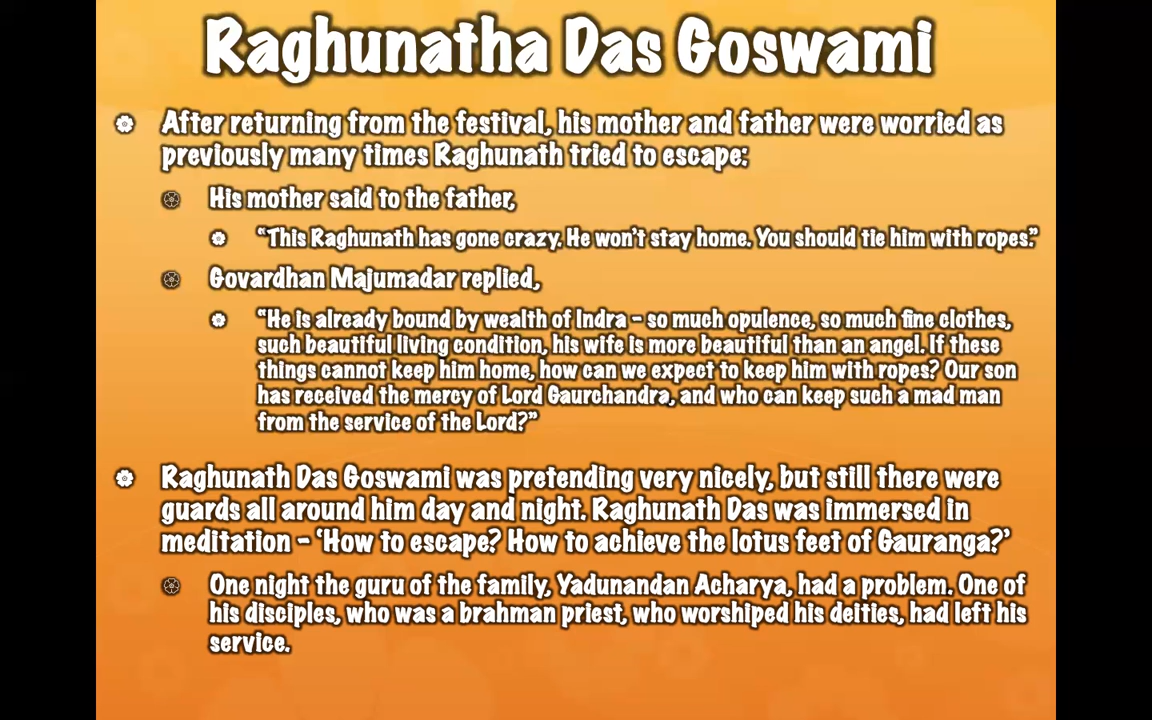 Raghunatha Das Goswami
After returning from the festival, his mother and father were worried as
previously many times Raghunath tried to escape:
His mother said to the father,
“This Raghunath has gone crazy. He won’t stay home. You should tie him with ropes.”
Govardhan Majumadar replied,
“He is already bound by wealth of Indra – so much opulence, so much fine clothes,
such beautiful living condition, his wife is more beautiful than an angel. If these
things cannot keep him home, how can we expect to keep him with ropes? Our son
has received the mercy of Lord Gaurchandra, and who can keep such a mad man
from the service of the Lord?”
Raghunath Das Goswami was pretending very nicely, but still there were
guards all around him day and night. Raghunath Das was immersed in
meditation – ‘How to escape? How to achieve the lotus feet of Gauranga?’
One night the guru of the family, Yadunandan Acharya, had a problem. One of
his disciples, who was a brahman priest, who worshiped his deities, had left his
service.